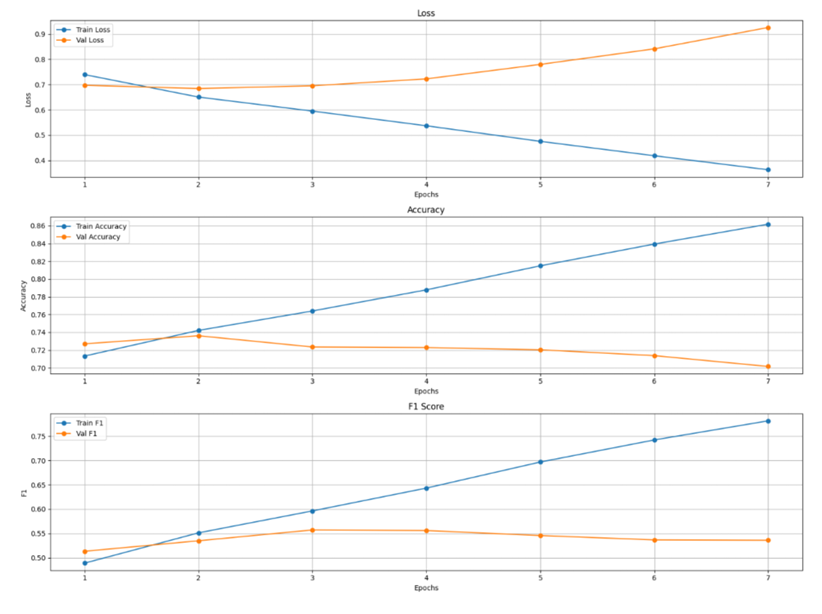 Loss
Train Loss
Val Loss
0.9
0.8
0.7
0.6
0.5
0.4
Loss
1 2 3 4 5 6 7
Epochs
Accuracy
Train Accuracy
Val Accuracy
0.86
0.84
0.82
0.80
0.78
0.76
0.74
0.72
0.70
Accuracy
1 2 3 4 5 6 7
Epochs
F1 Score
Train F1
Val F1
0.75
0.70
0.65
0.60
0.55
0.50
F1
1 2 3 4 5 6 7
Epochs